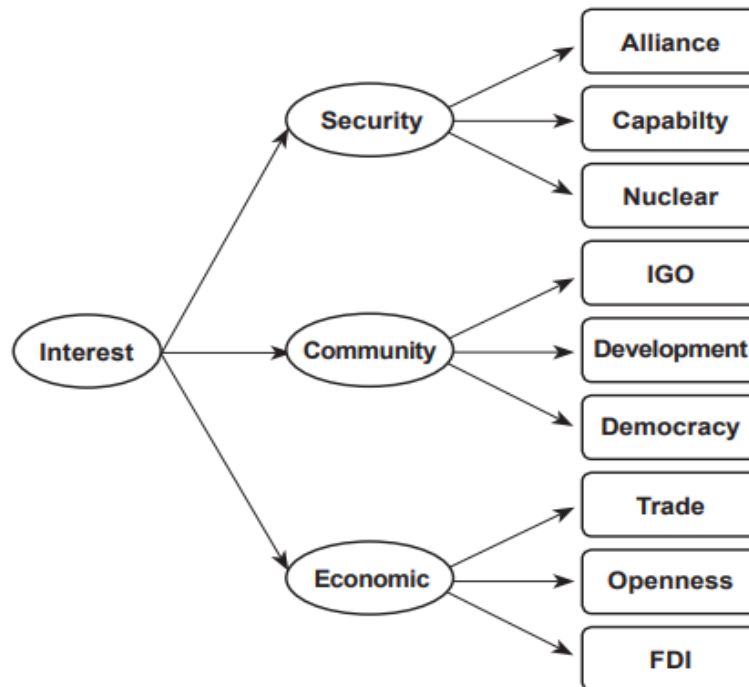 Alliance
Security
Capabilty
Nuclear
IGO
Interest
Community
Development
Democracy
Trade
Economic
Openness
FDI